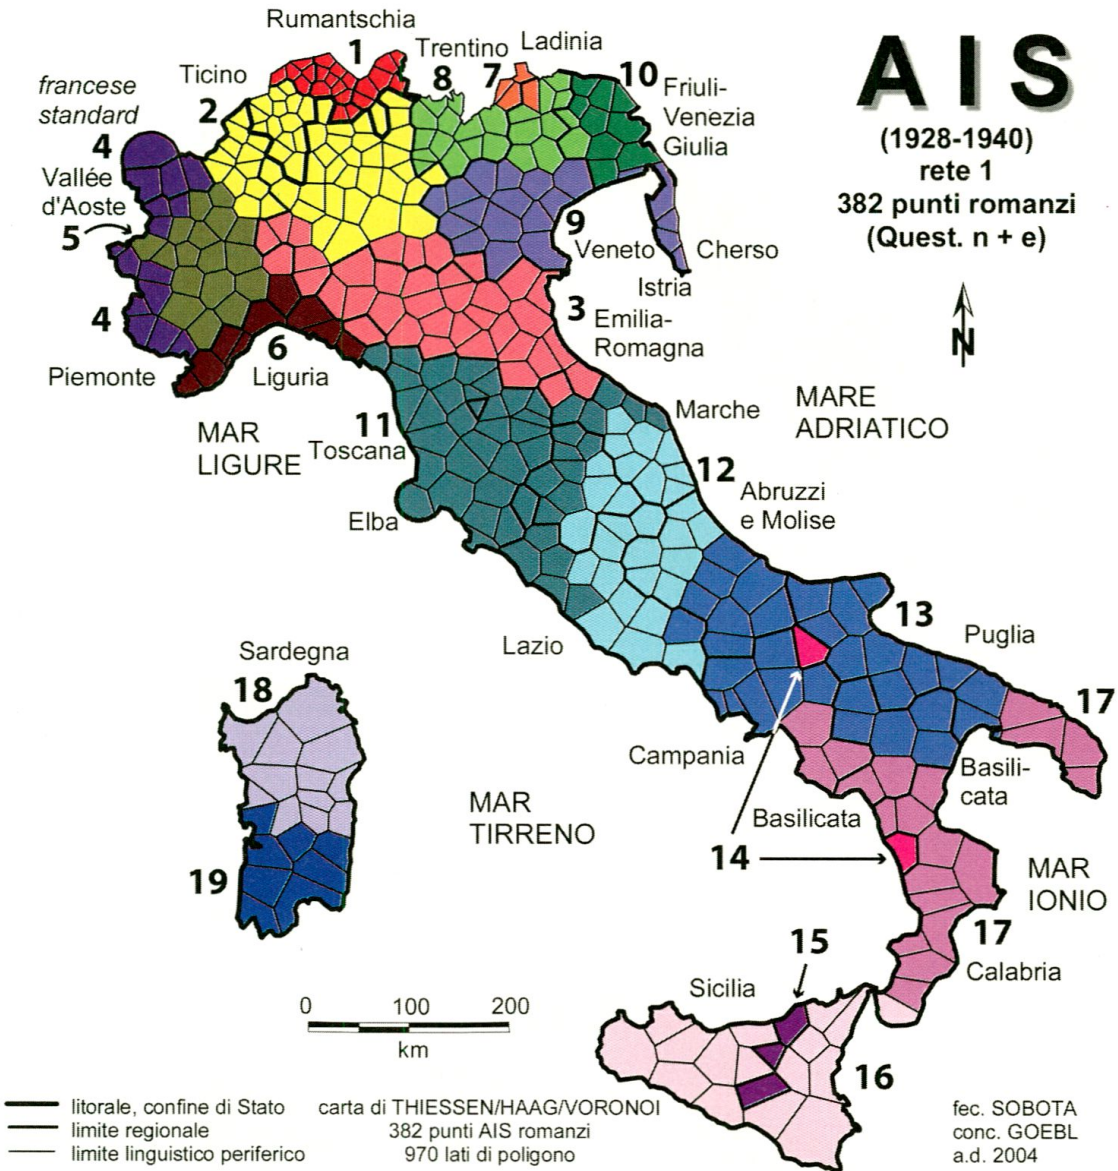 Rumantschia
1
Trentino
Ladinia
8
7
10
Ticino
2
francese
standard
4
Vallée
d'Aoste
5
4
Friuli-
Venezia
Giulia
AIS
(1928-1940)
rete 1
382 punti romanzi
(Quest. n + e)
N
9
Veneto
Cherso
Istria
3
Emilia-
Romagna
6
Piemonte
Liguria
MAR
LIGURE
11
Toscana
Marche
MARE
ADRIATICO
12
Abruzzi
e Molise
Elba
13
Puglia
Lazio
Sardegna
18
17
Campania
Basili-
cata
MAR
TIRRENO
Basilicata
14
19
MAR
IONIO
15
17
Calabria
Sicilia
16
0 100 200
km
litorale, confine di Stato
limite regionale
limite linguistico periferico
carta di THIESSEN/HAAG/VORONOI
382 punti AIS romanzi
970 lati di poligono
fec. SOBOTA
conc. GOEBL
a.d. 2004